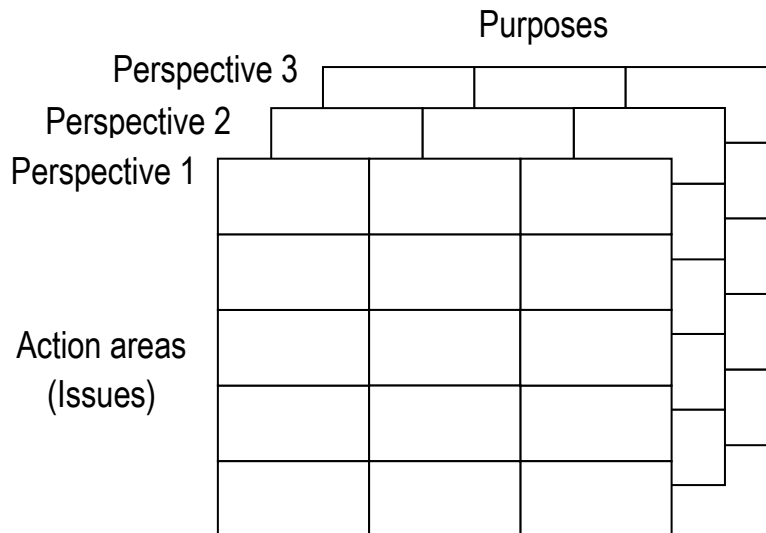 Purposes
Perspective 3
Perspective 2
Perspective 1
Action areas
(Issues)